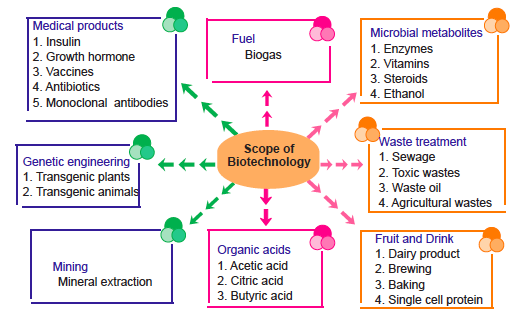 Medical products
1. Insulin
2. Growth hormone
3. Vaccines
4. Antibiotics
5. Monoclonal antibodies
Fuel
Biogas
Microbial metabolites
1. Enzymes
2. Vitamins
3. Steroids
4. Ethanol
Genetic engineering
1. Transgenic plants
2. Transgenic animals
Scope of
Biotechnology
Waste treatment
1. Sewage
2. Toxic wastes
3. Waste oil
4. Agricultural wastes
Mining
Mineral extraction
Organic acids
1. Acetic acid
2. Citric acid
3. Butyric acid
Fruit and Drink
1. Dairy product
2. Brewing
3. Baking
4. Single cell protein